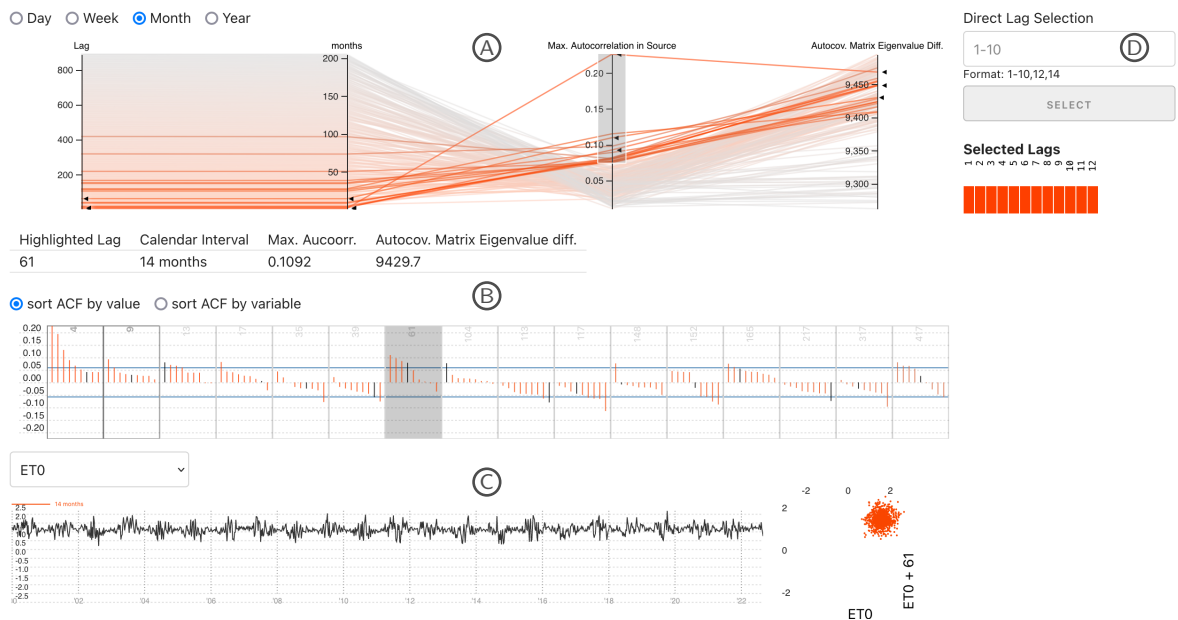 Day Week Month Year
Direct Lag Selection
1-10
Format: 1-10,12,14
SELECT
Selected Lags
1 2 3 4 5 6 7 8 9 10 11 12
A
D
Lag months Max. Autocorrelation in Source Autocov. Matrix Eigenvalue Diff.
800
600
400
200
200
150
100
50
0.20
0.15
0.10
0.05
9,450
9,400
9,350
9,300
Highlighted Lag Calendar Interval Max. Aucoorr. Autocov. Matrix Eigenvalue diff.
61 14 months 0.1092 9429.7
B
sort ACF by value sort ACF by variable
4 9 13 17 35 39 61 104 113 117 148 152 165 217 317 417
0.20
0.15
0.10
0.05
0.00
-0.05
-0.10
-0.15
-0.20
ET0
C
14 months
2.5
2.0
1.5
1.0
0.5
0.0
-0.5
-1.0
-1.5
-2.0
-2.5
'02 '04 '06 '08 '10 '12 '14 '16 '18 '20 '22
-2 0 2
2
0
-2
ET0 + 61
ET0